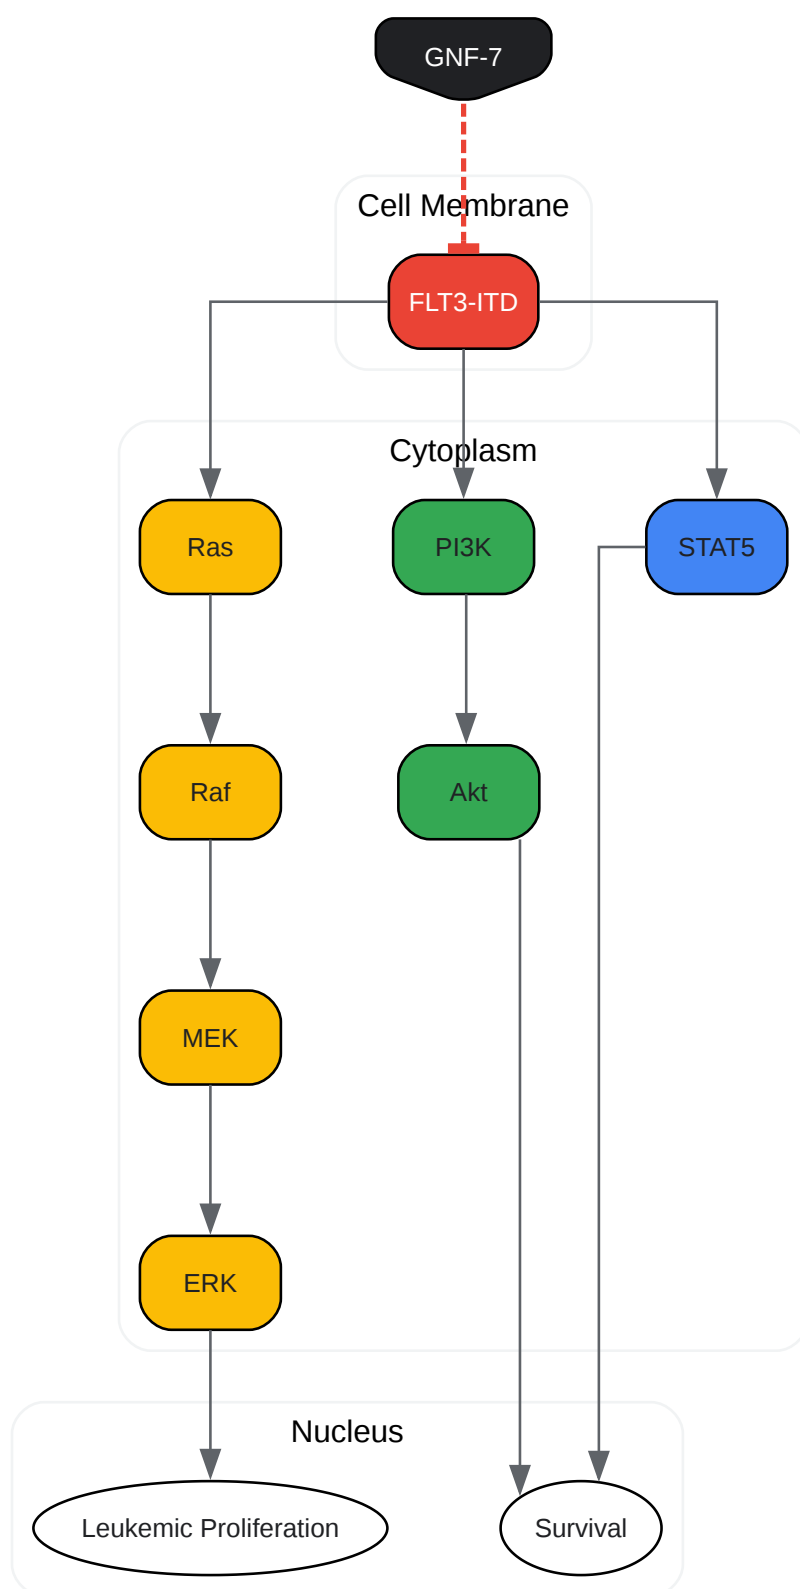 GNF-7
Cell Membrane
FLT3-ITD
Cytoplasm
Ras
PI3K
STAT5
Raf
Akt
MEK
ERK
Nucleus
Leukemic Proliferation
Survival